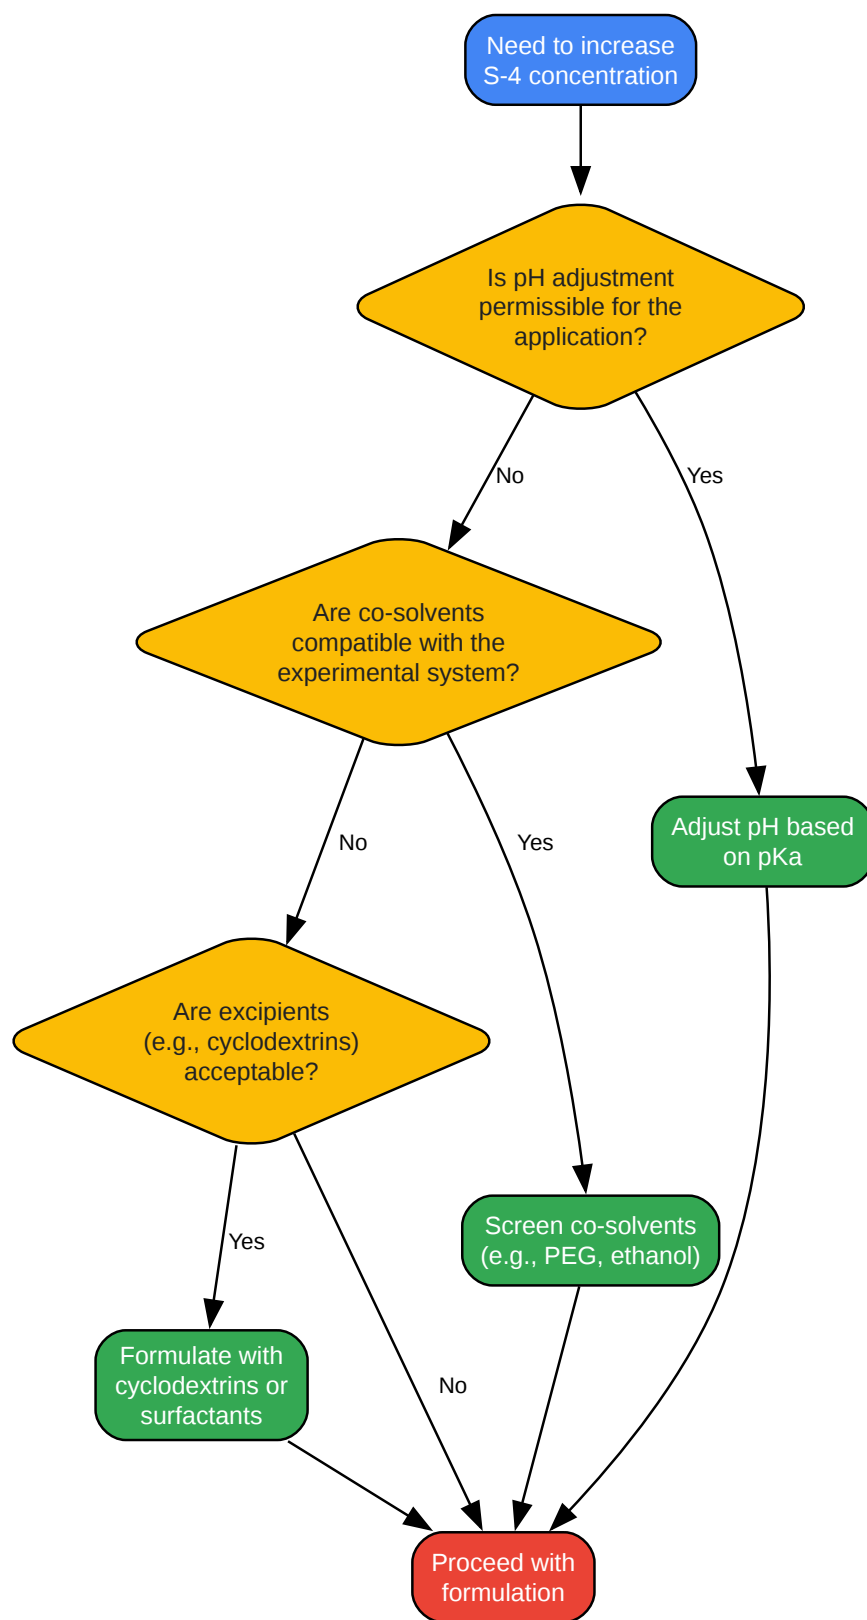 Need to increase
S-4 concentration
Is pH adjustment
permissible for the
application?
No
Yes
Are co-solvents
compatible with the
experimental system?
No
Yes
Adjust pH based
on pKa
Are excipients
(e.g., cyclodextrins)
acceptable?
Yes
No
Screen co-solvents
(e.g., PEG, ethanol)
Formulate with
cyclodextrins or
surfactants
Proceed with
formulation